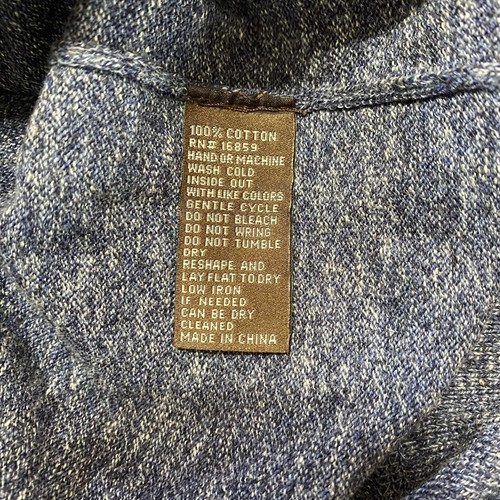 100% COTTON
RN# 16859
HAND OR MACHINE
WASH COLD
INSIDE OUT
WITH LIKE COLORS
GENTLE CYCLE
DO NOT BLEACH
DO NOT WRING
DO NOT TUMBLE
DRY
RESHAPE AND
LAY FLAT TO DRY
LOW IRON
IF NEEDED
CAN BE DRY
CLEANED
MADE IN CHINA